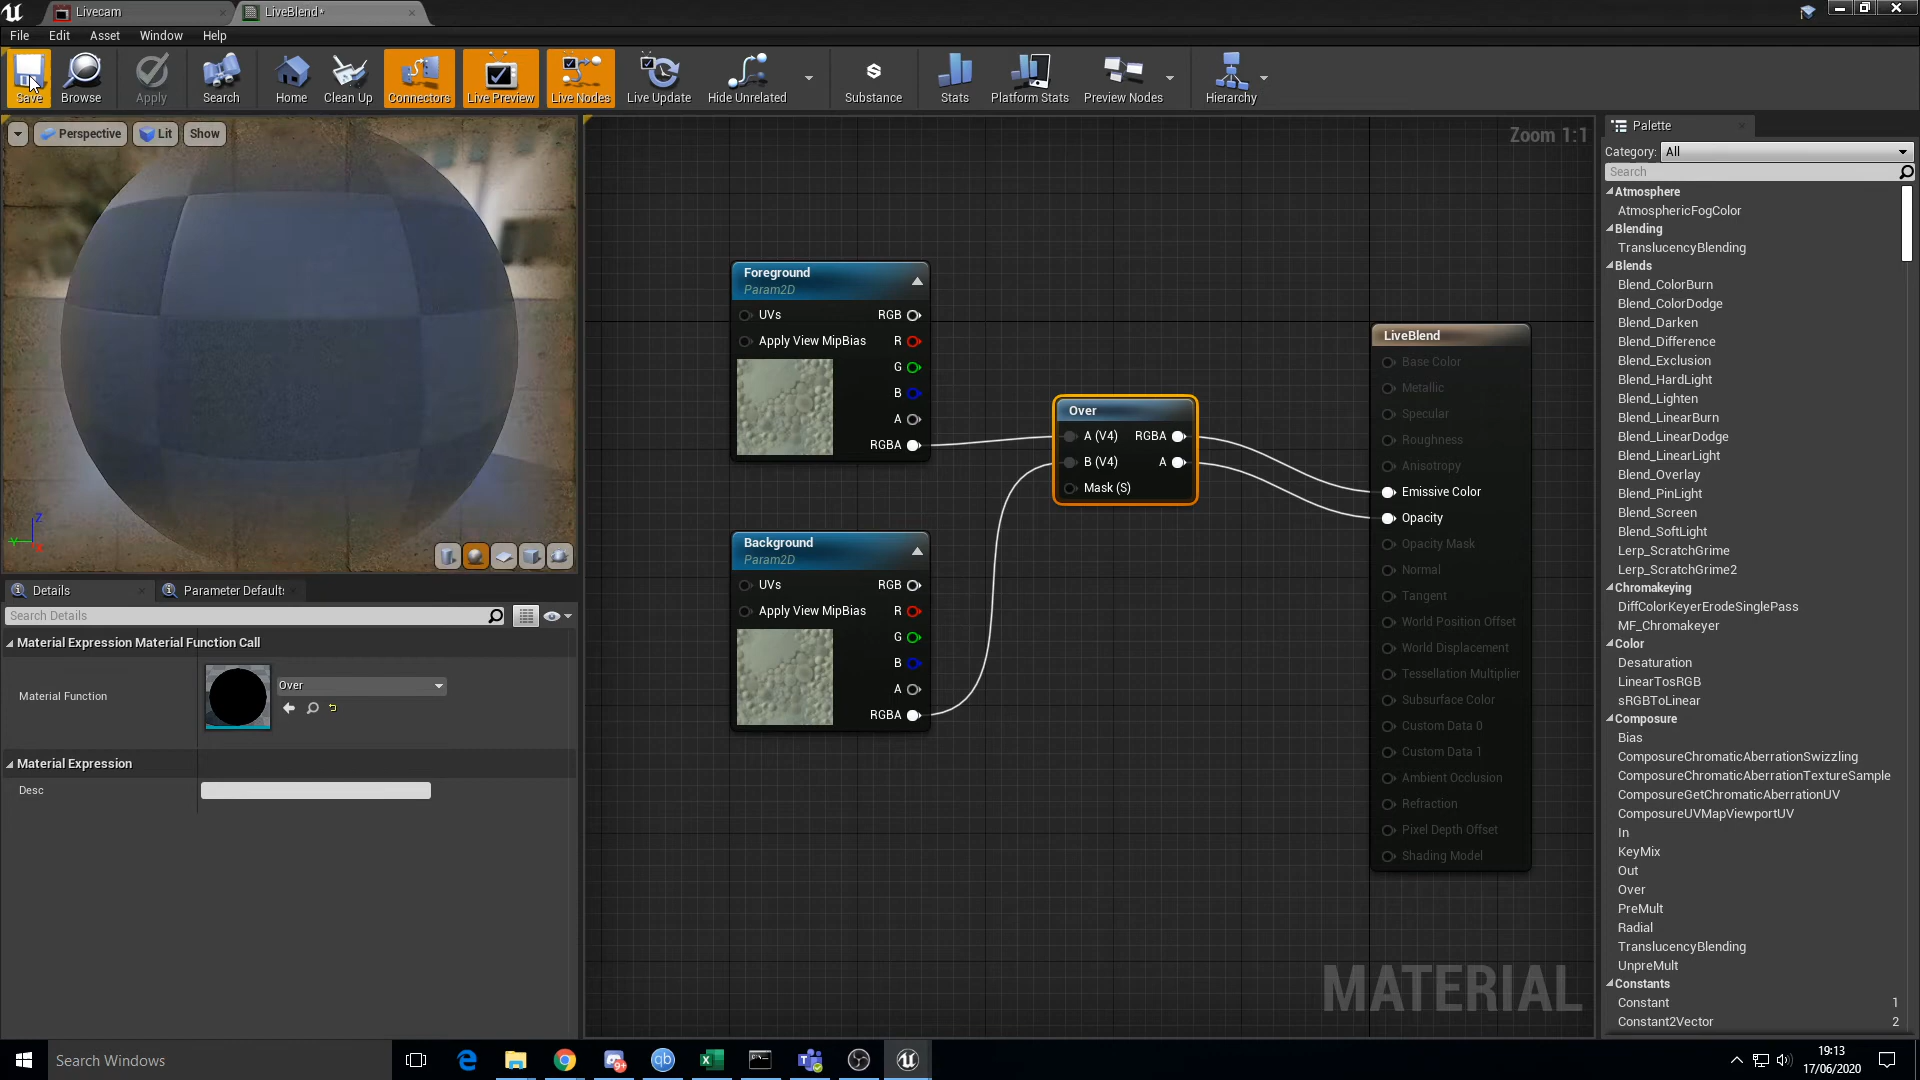 Livecam
LiveBlend*
File Edit Asset Window Help
Save
Browse
Apply
Search
Home
Clean Up
Connectors
Live Preview
Live Nodes
Live Update
Hide Unrelated
Substance
Stats
Platform Stats
Preview Nodes
Hierarchy
Perspective
Lit
Show
Zoom 1:1
Palette
Category: All
Search
Atmosphere
AtmosphericFogColor
Blending
TranslucencyBlending
Blends
Blend_ColorBurn
Blend_ColorDodge
Blend_Darken
Blend_Difference
Blend_Exclusion
Blend_HardLight
Blend_Lighten
Blend_LinearBurn
Blend_LinearDodge
Blend_LinearLight
Blend_Overlay
Blend_PinLight
Blend_Screen
Blend_SoftLight
Lerp_ScratchGrime
Lerp_ScratchGrime2
Chromakeying
DiffColorKeyerErodeSinglePass
MF_Chromakeyer
Color
Desaturation
LinearTosRGB
sRGBToLinear
Composure
Bias
ComposureChromaticAberrationSwizzling
ComposureChromaticAberrationTextureSample
ComposureGetChromaticAberrationUV
ComposureUVMapViewportUV
In
KeyMix
Out
Over
PreMult
Radial
TranslucencyBlending
UnpreMult
Constants
Constant 1
Constant2Vector 2
Foreground
Param2D
UVs RGB
Apply View MipBias R
G
B
A
RGBA
Background
Param2D
UVs RGB
Apply View MipBias R
G
B
A
RGBA
Over
A (V4) RGBA
B (V4) A
Mask (S)
LiveBlend
Base Color
Metallic
Specular
Roughness
Anisotropy
Emissive Color
Opacity
Opacity Mask
Normal
Tangent
World Position Offset
World Displacement
Tessellation Multiplier
Subsurface Color
Custom Data 0
Custom Data 1
Ambient Occlusion
Refraction
Pixel Depth Offset
Shading Model
MATERIAL
Z
Y
X
Details
Parameter Default
Search Details
Material Expression Material Function Call
Material Function
Over
Material Expression
Desc
Search Windows
9+
qb
19:13
17/06/2020